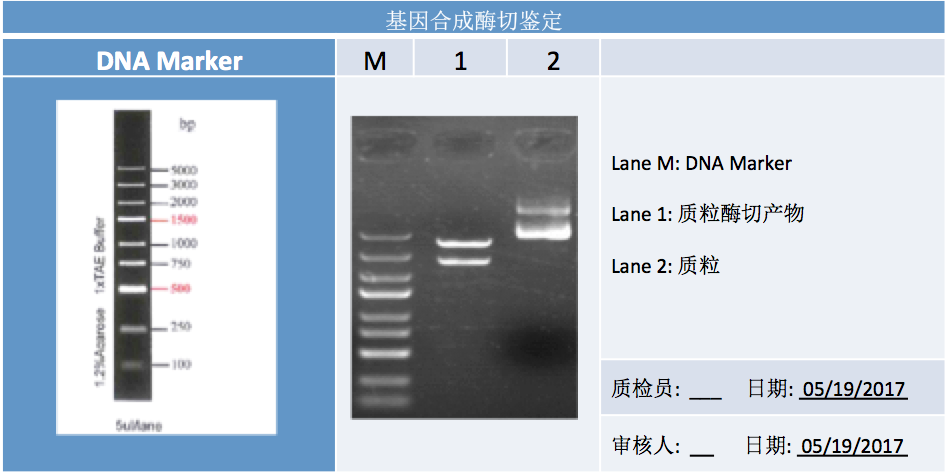 基因合成酶切鉴定
DNA Marker
M
1
2
bp
5000
3000
2000
1500
1000
750
500
250
100
1.2%Agarose 1xTAE Buffer
5ul/lane
Lane M: DNA Marker
Lane 1: 质粒酶切产物
Lane 2: 质粒
质检员: ___ 日期: 05/19/2017
审核人: __ 日期: 05/19/2017